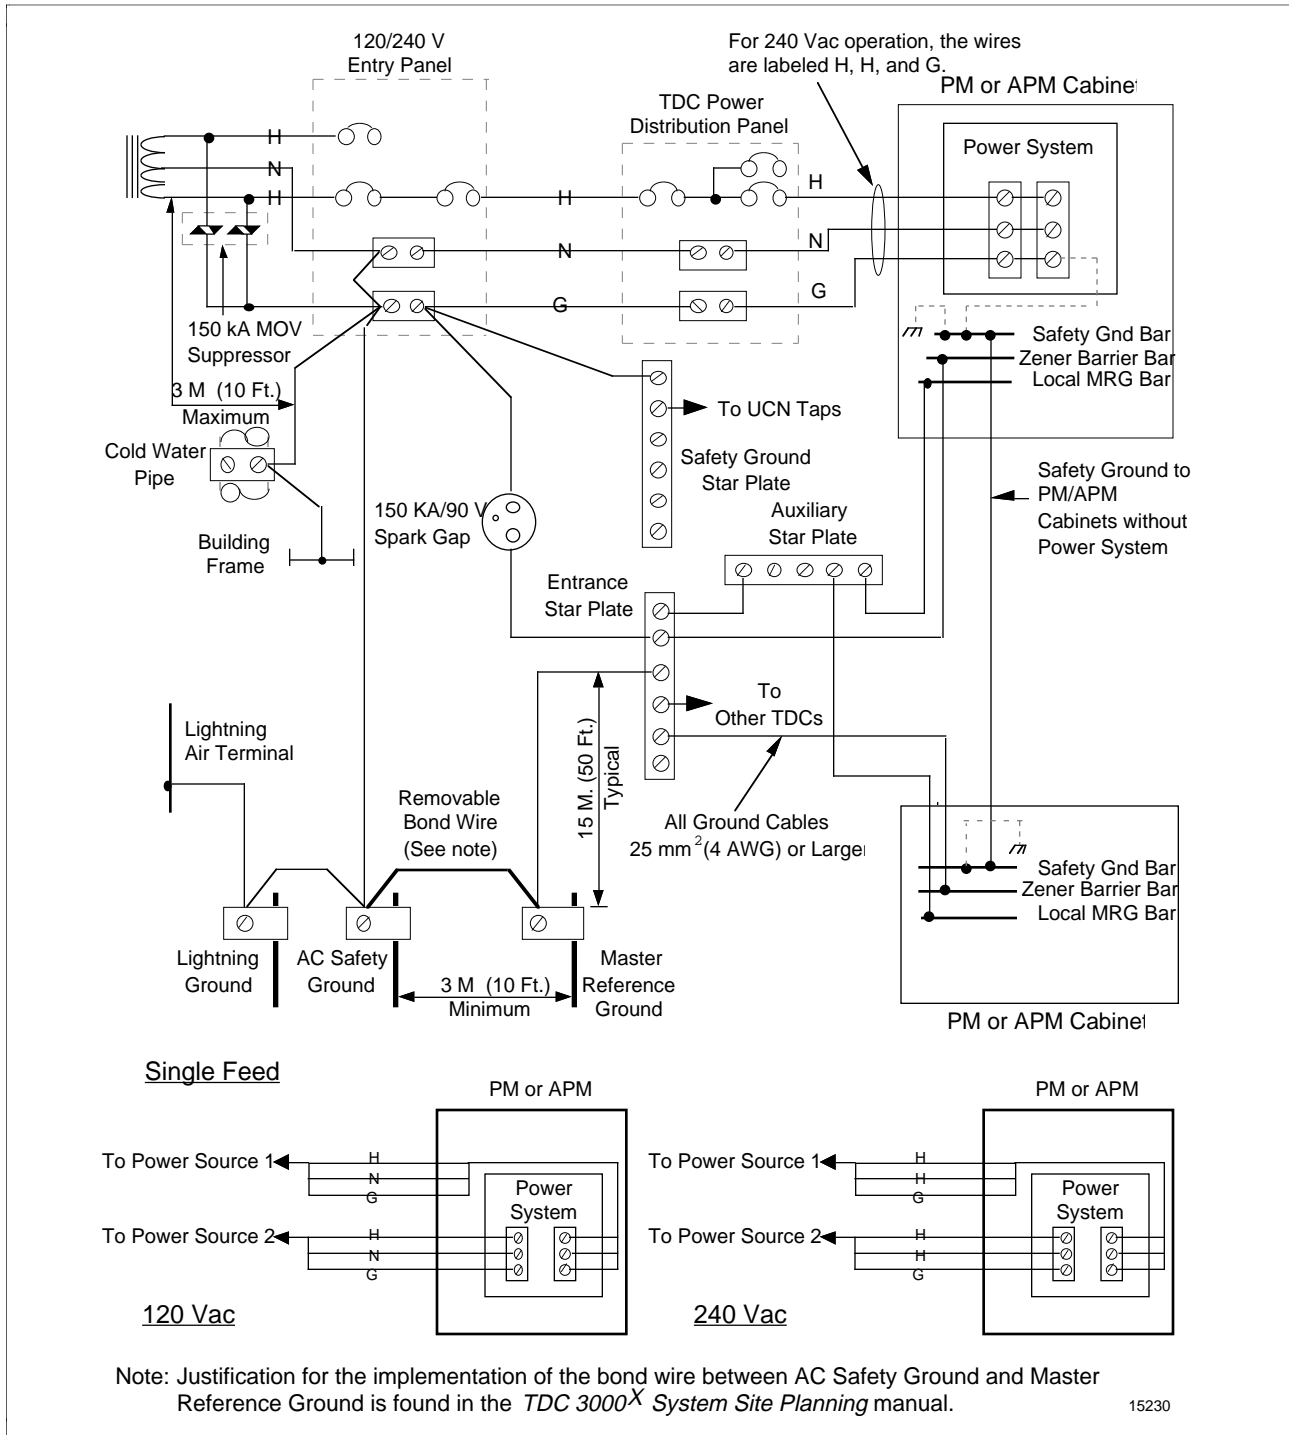 120/240 V
Entry Panel
For 240 Vac operation, the wires
are labeled H, H, and G.
PM or APM Cabinet
TDC Power
Distribution Panel
Power System
H
N
H
H
H
N
N
G
G
150 kA MOV
Suppressor
3 M (10 Ft.)
Maximum
Safety Gnd Bar
Zener Barrier Bar
Local MRG Bar
To UCN Taps
Cold Water
Pipe
Safety Ground
Star Plate
Safety Ground to
PM/APM
Cabinets without
Power System
150 KA/90 V
Spark Gap
Auxiliary
Star Plate
Building
Frame
Entrance
Star Plate
To
Other TDCs
Lightning
Air Terminal
15 M. (50 Ft.)
Typical
Removable
Bond Wire
(See note)
All Ground Cables
25 mm2(4 AWG) or Larger
Safety Gnd Bar
Zener Barrier Bar
Local MRG Bar
Lightning
Ground
AC Safety
Ground
3 M (10 Ft.)
Minimum
Master
Reference
Ground
PM or APM Cabinet
Single Feed
PM or APM
PM or APM
To Power Source 1
H
N
G
To Power Source 1
H
H
G
Power
System
Power
System
To Power Source 2
H
N
G
To Power Source 2
H
H
G
120 Vac
240 Vac
Note: Justification for the implementation of the bond wire between AC Safety Ground and Master
Reference Ground is found in the TDC 3000X System Site Planning manual.
15230